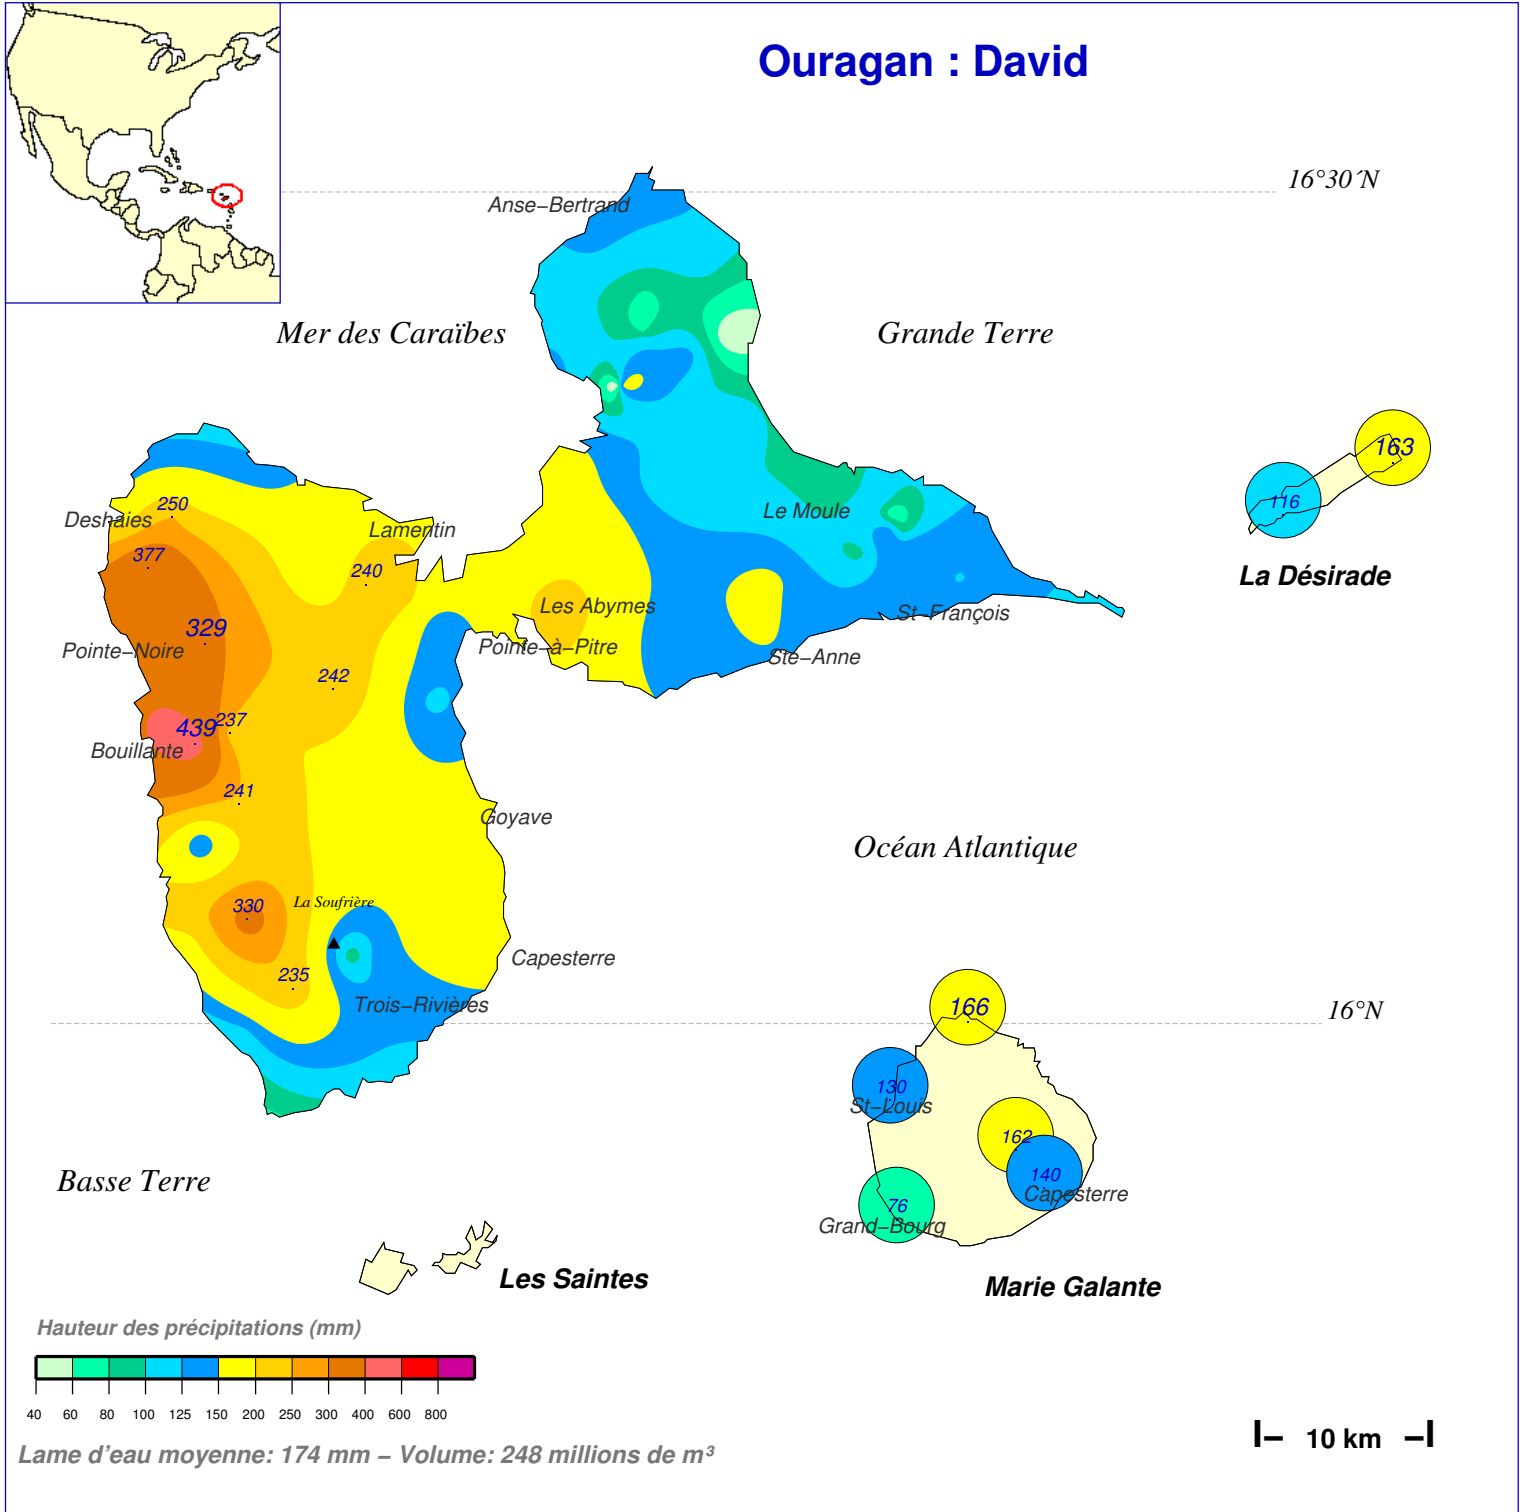 Ouragan : David
16°30´N
Anse−Bertrand
Mer des Caraïbes
Grande Terre
163
116
La Désirade
250
Deshaies
Lamentin
Le Moule
377
240
Les Abymes
St−François
329
Pointe−Noire
Pointe−à−Pitre
Ste−Anne
242
439
237
Bouillante
241
Goyave
Océan Atlantique
330
La Soufrière
Capesterre
235
Trois−Rivières
166
16°N
130
St−Louis
162
140
Capesterre
76
Grand−Bourg
Basse Terre
Les Saintes
Marie Galante
Hauteur des précipitations (mm)
40 60 80 100 125 150 200 250 300 400 600 800
10 km
Lame d'eau moyenne: 174 mm − Volume: 248 millions de m³